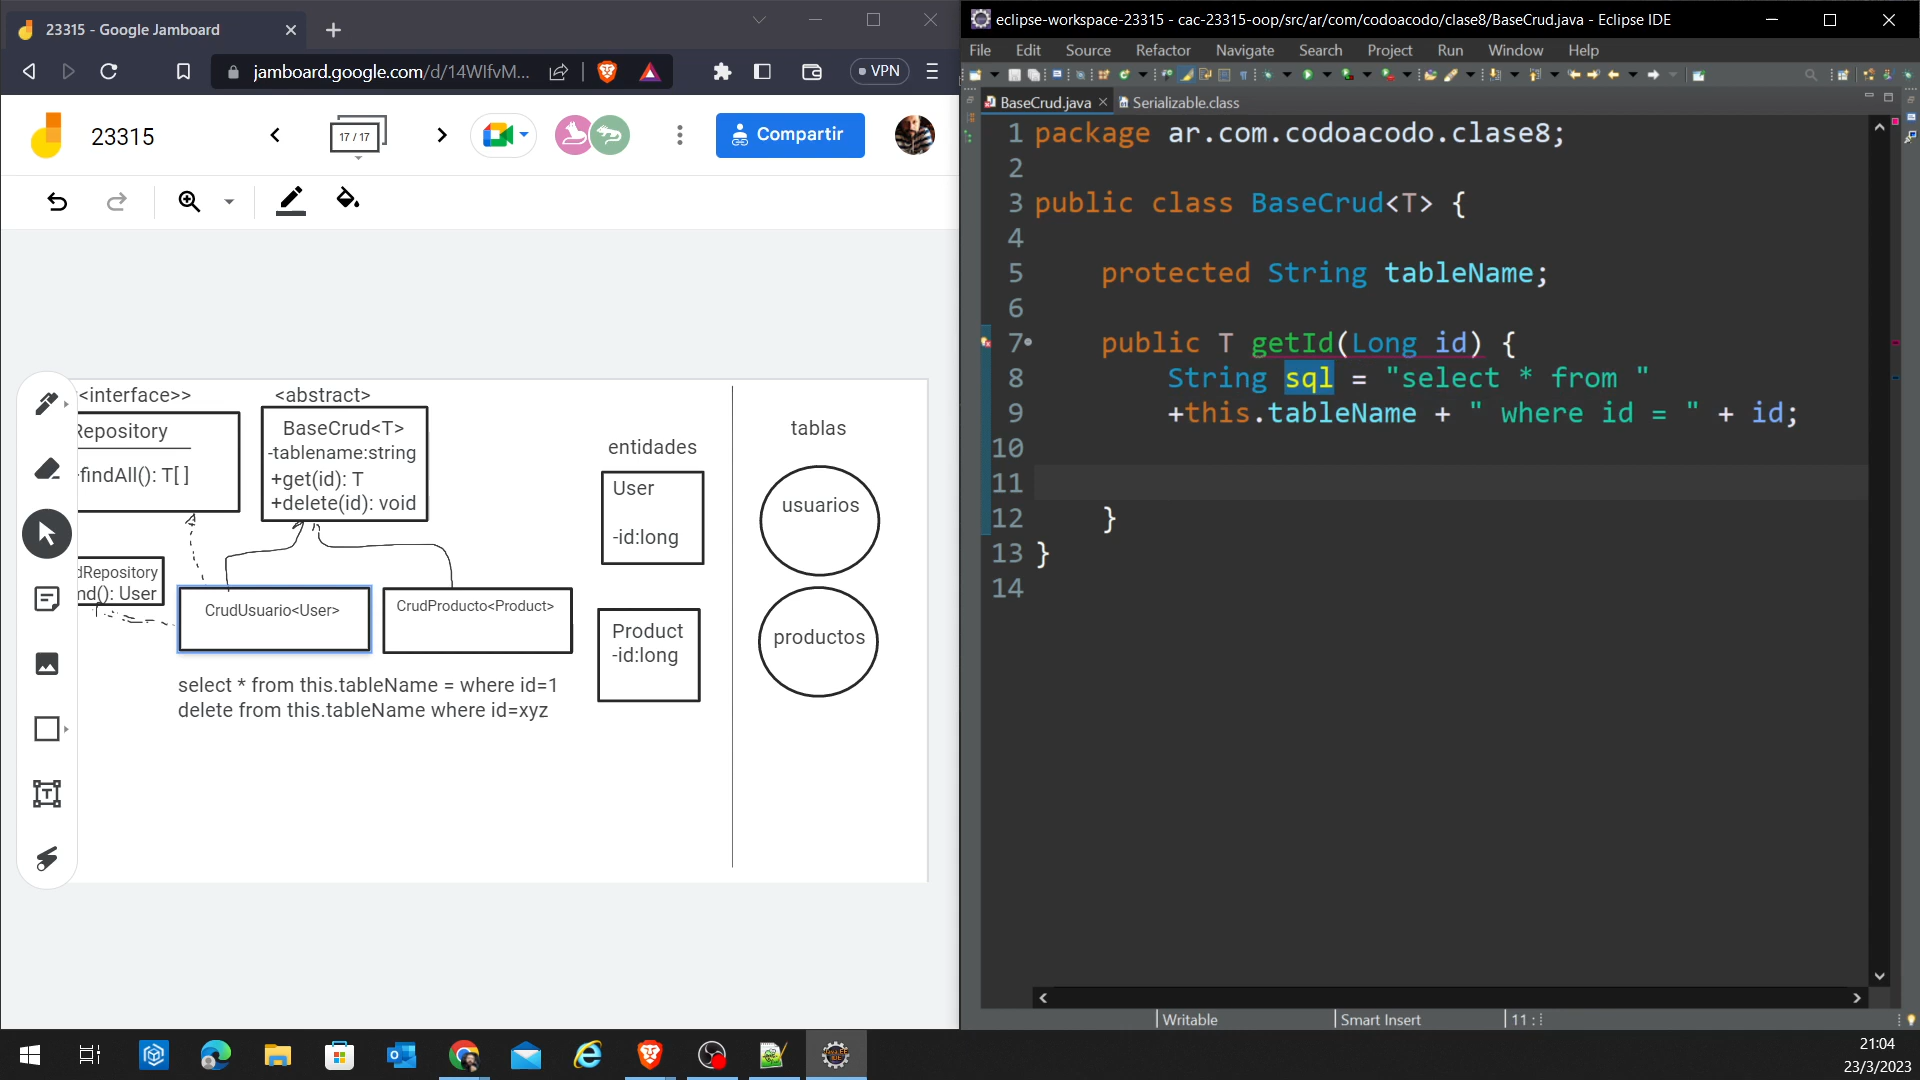 23315 - Google Jamboard
jamboard.google.com/d/14WlfvM...
VPN
23315
17 / 17
Compartir
<interface>>
Repository
findAll(): T[]
<abstract>
BaseCrud<T>
-tablename:string
+get(id): T
+delete(id): void
entidades
User
-id:long
Product
-id:long
tablas
usuarios
productos
dRepository
nd(): User
CrudUsuario<User>
CrudProducto<Product>
select * from this.tableName = where id=1
delete from this.tableName where id=xyz
eclipse-workspace-23315 - cac-23315-oop/src/ar/com/codoacodo/clase8/BaseCrud.java - Eclipse IDE
File Edit Source Refactor Navigate Search Project Run Window Help
BaseCrud.java Serializable.class
1 package ar.com.codoacodo.clase8;
2
3 public class BaseCrud<T> {
4
5 protected String tableName;
6
7 public T getId(Long id) {
8 String sql = "select * from "
9 +this.tableName + " where id = " + id;
10
11
12 }
13 }
14
Writable Smart Insert 11 :
21:04
23/3/2023